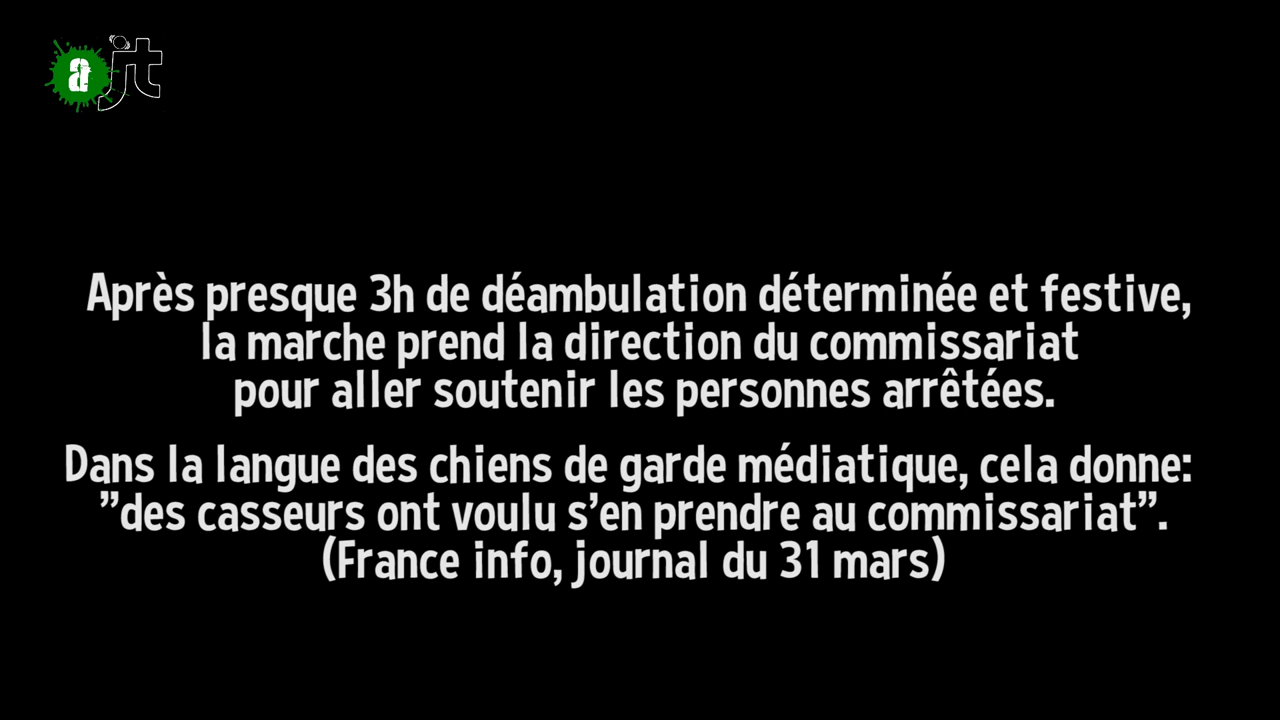 ajt
Après presque 3h de déambulation déterminée et festive,
la marche prend la direction du commissariat
pour aller soutenir les personnes arrêtées.
Dans la langue des chiens de garde médiatique, cela donne:
”des casseurs ont voulu s’en prendre au commissariat”.
(France info, journal du 31 mars)